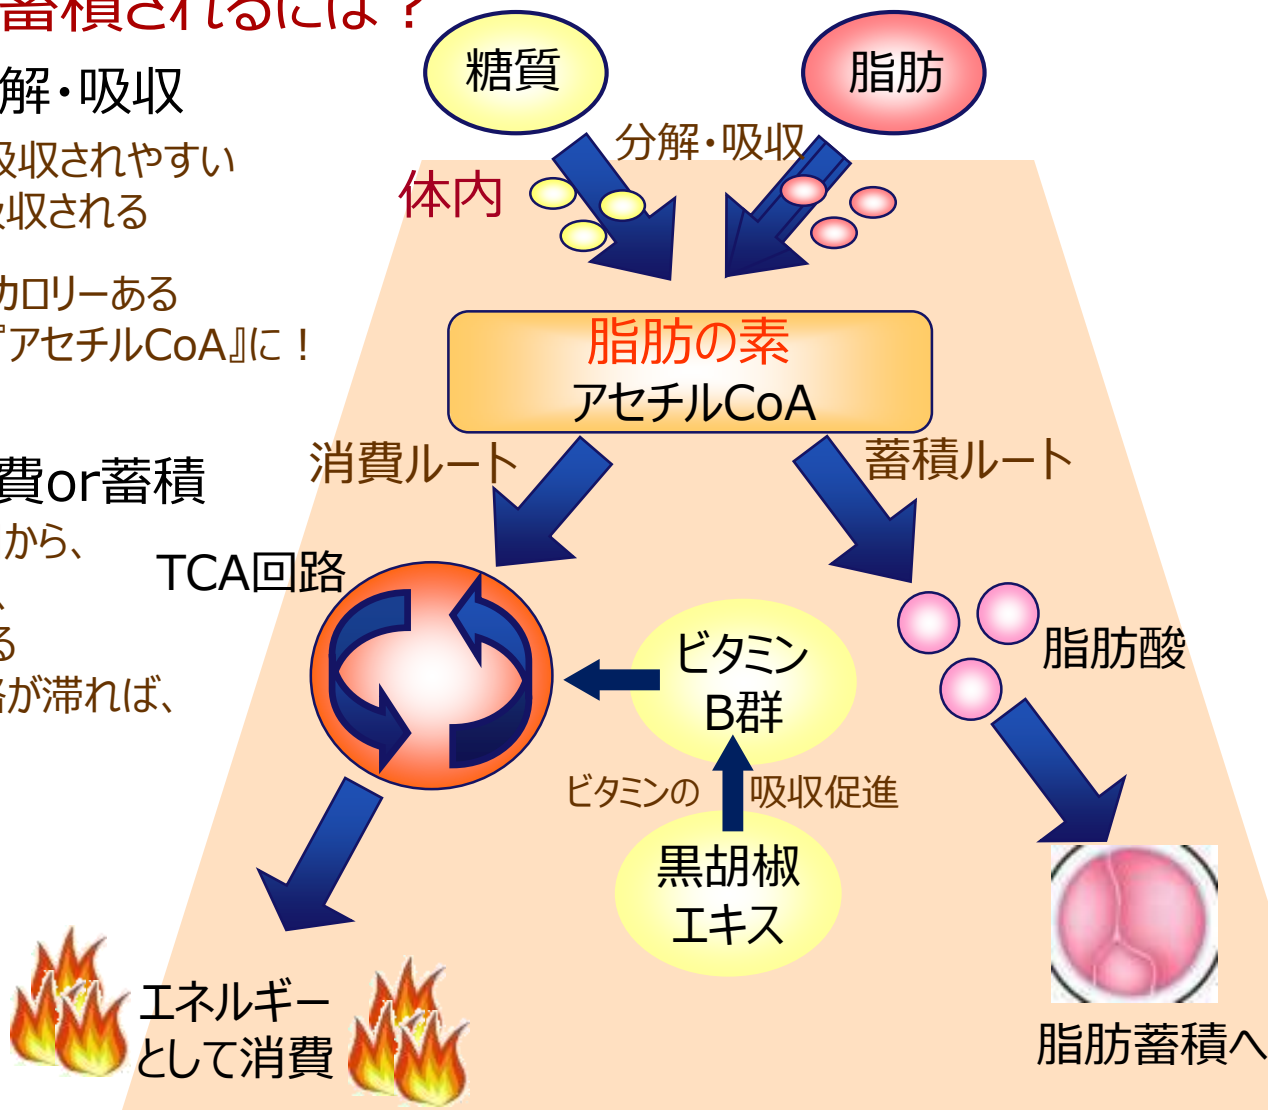 蓄積されるには？
解・吸収
吸収されやすい
吸収される
カロリーある
『アセチルCoA』に！
費or蓄積
から、
、
る
路が滞れば、
糖質
脂肪
分解・吸収
体内
脂肪の素
アセチルCoA
消費ルート
蓄積ルート
TCA回路
ビタミン
B群
脂肪酸
ビタミンの
吸収促進
黒胡椒
エキス
エネルギー
として消費
脂肪蓄積へ